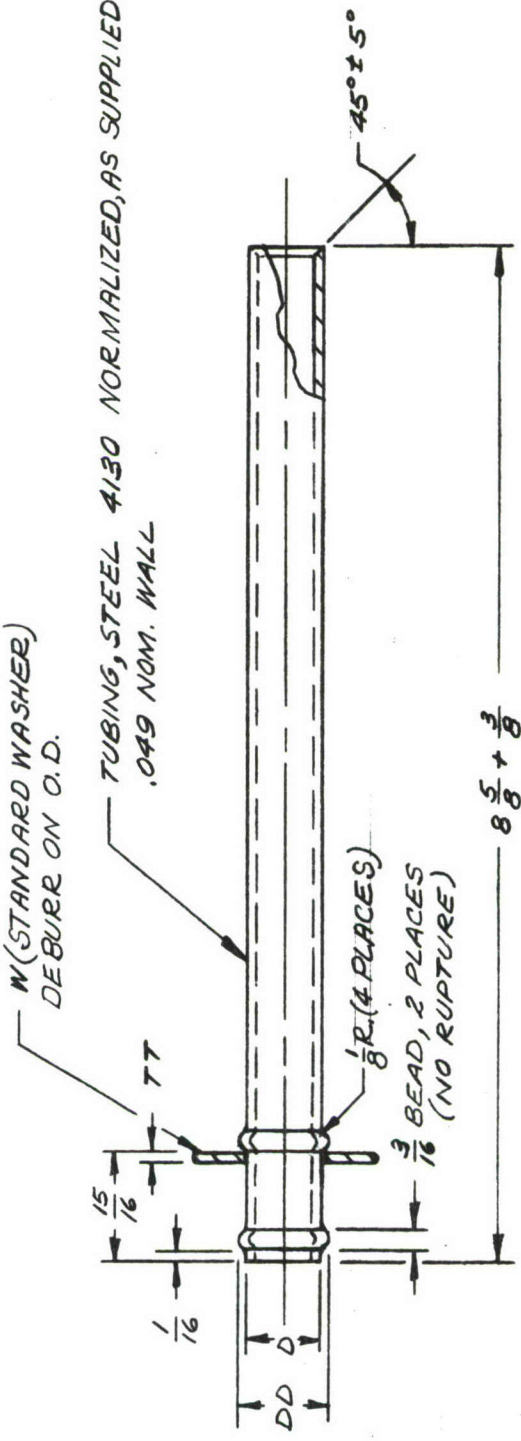 W (STANDARD WASHER)
DEBURR ON O.D.
TUBING, STEEL 4130 NORMALIZED, AS SUPPLIED
.049 NOM. WALL
TT
15/16
1/16
45° ± 5°
1/8 R. (4 PLACES)
3/16 BEAD, 2 PLACES
(NO RUPTURE)
D
DD
8 5/8 + 3/8